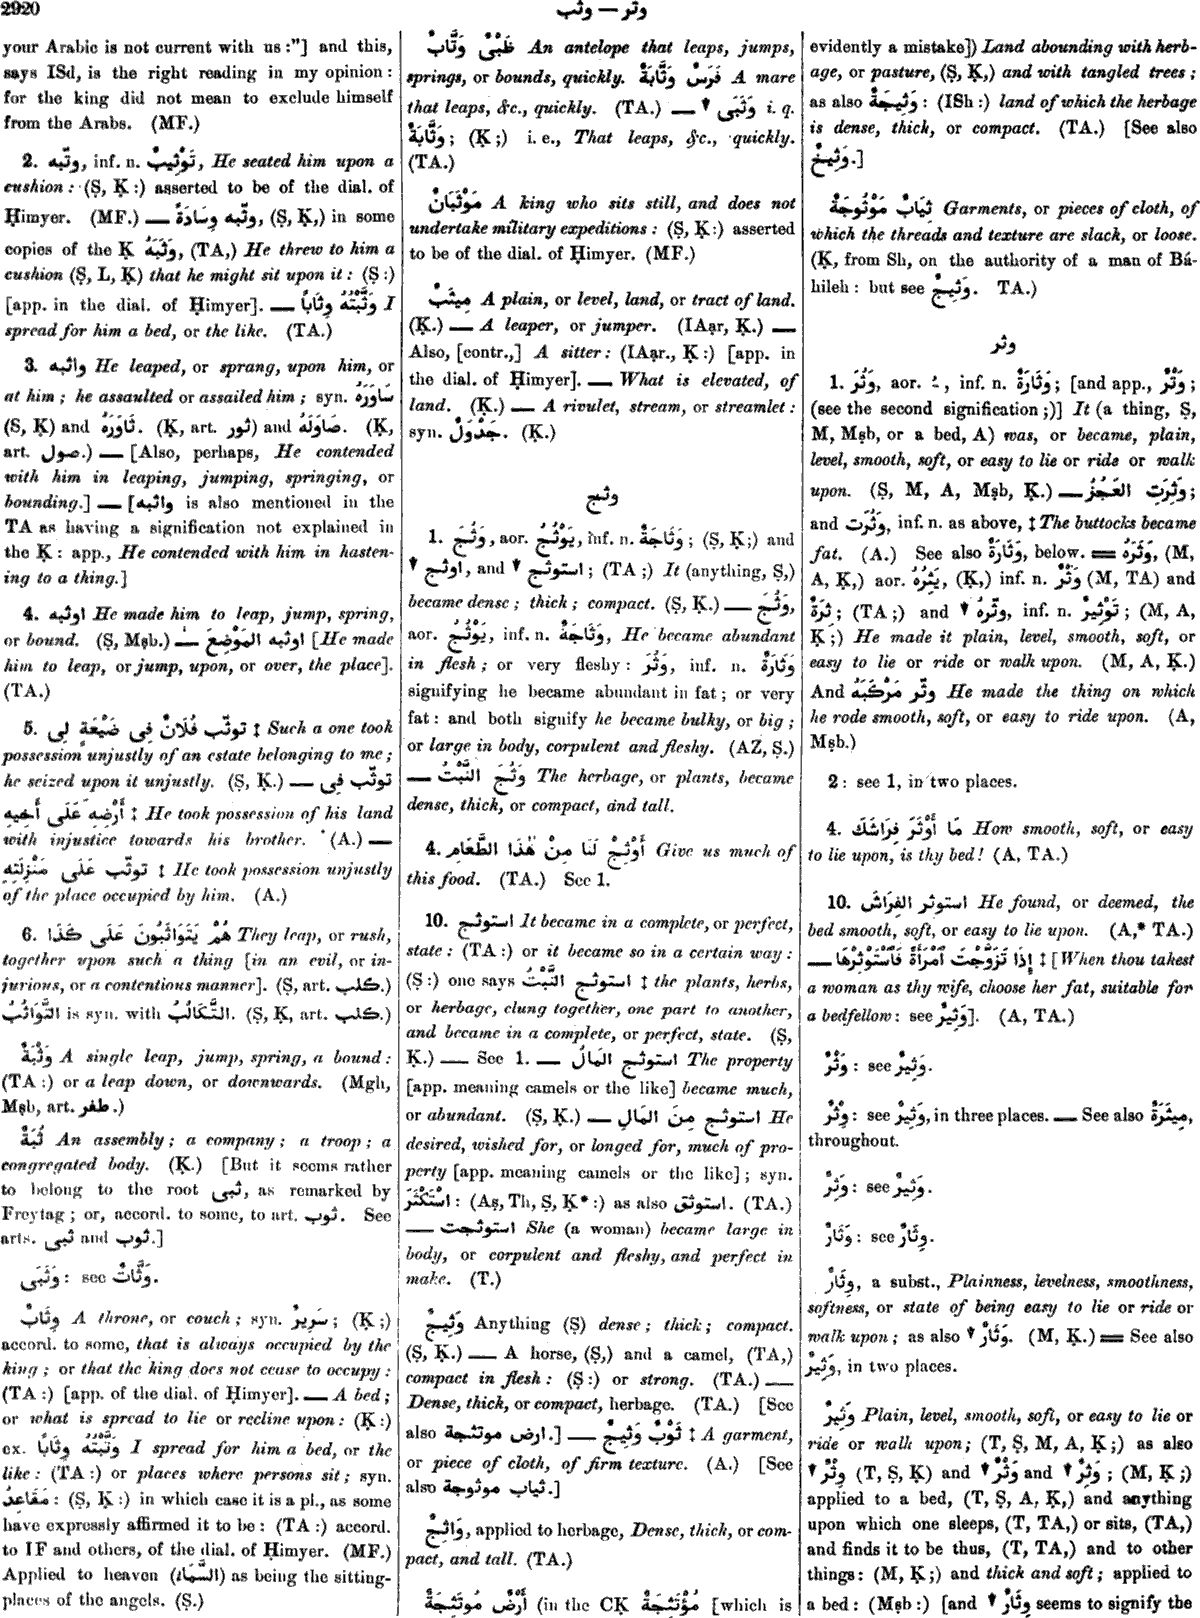 2920
وثب — وثر
your Arabic is not current with us :”] and this,
says ISd, is the right reading in my opinion :
for the king did not mean to exclude himself
from the Arabs. (MF.)
2. وثّبه, inf. n. تَوْثِيبٌ, He seated him upon a
cushion : (Ṣ, Ḳ :) asserted to be of the dial. of
Ḥimyer. (MF.) — وثّبه وِسَادَةً, (Ṣ, Ḳ,) in some
copies of the Ḳ وَثَبَهُ, (TA,) He threw to him a
cushion (Ṣ, L, Ḳ) that he might sit upon it : (Ṣ :)
[app. in the dial. of Ḥimyer]. — وَثَّبْتُهُ وِثَاباً I
spread for him a bed, or the like. (TA.)
3. واثبه He leaped, or sprang, upon him, or
at him ; he assaulted or assailed him ; syn. سَاوَرَهُ
(S, Ḳ) and ثَاوَرَهُ. (Ḳ, art. ثور) and صَاوَلَهُ. (Ḳ,
art. صول.) — [Also, perhaps, He contended
with him in leaping, jumping, springing, or
bounding.] — [واثبه is also mentioned in the
TA as having a signification not explained in
the Ḳ : app., He contended with him in hasten-
ing to a thing.]
4. اوثبه He made him to leap, jump, spring,
or bound. (Ṣ, Mṣb.) — اوثبه المَوْضِعَ [He made
him to leap, or jump, upon, or over, the place].
(TA.)
5. توثّب فُلَانٌ فِى ضَيْعَةٍ لِى ‡ Such a one took
possession unjustly of an estate belonging to me ;
he seized upon it unjustly. (Ṣ, Ḳ.) — توثّب فِى
أَرْضِهِ عَلَى أَخِيهِ ‡ He took possession of his land
with injustice towards his brother. (A.) —
توثّب عَلَى مَنْزِلَتِهِ ‡ He took possession unjustly
of the place occupied by him. (A.)
6. هُمْ يَتَوَاثَبُونَ عَلَى كَذَا They leap, or rush,
together upon such a thing [in an evil, or in-
jurious, or a contentious manner]. (Ṣ, art. كلب.)
التَّوَاثُبُ is syn. with التَّكَالُبُ. (Ṣ, Ḳ, art. كلب.)
وَثْبَةٌ A single leap, jump, spring, a bound :
(TA :) or a leap down, or downwards. (Mgh,
Mṣb, art. طفر.)
ثُبَةٌ An assembly ; a company ; a troop ; a
congregated body. (Ḳ.) [But it seems rather
to belong to the root ثبى, as remarked by
Freytag ; or, accord. to some, to art. ثوب. See
arts. ثبى and ثوب.]
وَثَبَى : see وَثَّابٌ.
وِثَابٌ A throne, or couch ; syn. سَرِيرٌ ; (Ḳ ;)
accord. to some, that is always occupied by the
king ; or that the king does not cease to occupy :
(TA :) [app. of the dial. of Ḥimyer]. — A bed ;
or what is spread to lie or recline upon : (Ḳ :)
ex. وَثَّبْتُهُ وِثَابًا I spread for him a bed, or the
like : (TA :) or places where persons sit ; syn.
مَقَاعِدُ : (Ṣ, Ḳ :) in which case it is a pl., as some
have expressly affirmed it to be : (TA :) accord.
to IF and others, of the dial. of Ḥimyer. (MF.)
Applied to heaven (السَّمَاء) as being the sitting-
places of the angels. (Ṣ.)
ظَبْىٌ وَثَّابٌ An antelope that leaps, jumps,
springs, or bounds, quickly. فَرَسٌ وَثَّابَةٌ A mare
that leaps, &c., quickly. (TA.) — ▼ وَثَبَى i. q.
وَثَّابَةٌ ; (Ḳ ;) i. e., That leaps, &c., quickly.
(TA.)
مَوْثَبَانٌ A king who sits still, and does not
undertake military expeditions : (Ṣ, Ḳ :) asserted
to be of the dial. of Ḥimyer. (MF.)
مِيثَبٌ A plain, or level, land, or tract of land.
(Ḳ.) — A leaper, or jumper. (IAạr, Ḳ.) —
Also, [contr.,] A sitter : (IAạr., Ḳ :) [app. in
the dial. of Ḥimyer]. — What is elevated, of
land. (Ḳ.) — A rivulet, stream, or streamlet :
syn. جَدْوَلٌ. (Ḳ.)
وثج
1. وَثُجَ, aor. يَوْثُجُ, inf. n. وَثَاجَةٌ ; (Ṣ, Ḳ ;) and
▼ اوثج, and ▼ استوثج ; (TA ;) It (anything, Ṣ,)
became dense ; thick ; compact. (Ṣ, Ḳ.) — وَثُجَ,
aor. يَوْثُجُ, inf. n. وَثَاجَةٌ, He became abundant
in flesh ; or very fleshy : وَثُرَ, inf. n. وَثَارَةٌ
signifying he became abundant in fat ; or very
fat : and both signify he became bulky, or big ;
or large in body, corpulent and fleshy. (AZ, Ṣ.)
— وَثُجَ النَّبْتُ The herbage, or plants, became
dense, thick, or compact, and tall.
4. أَوْثِجْ لَنَا مِنْ هٰذَا الطَّعَامِ Give us much of
this food. (TA.) See 1.
10. استوثج It became in a complete, or perfect,
state : (TA :) or it became so in a certain way :
(Ṣ :) one says استوثج النَّبْتُ ‡ the plants, herbs,
or herbage, clung together, one part to another,
and became in a complete, or perfect, state. (Ṣ,
Ḳ.) — See 1. — استوثج المَالُ The property
[app. meaning camels or the like] became much,
or abundant. (Ṣ, Ḳ.) — استوثج مِنَ المَالِ He
desired, wished for, or longed for, much of pro-
perty [app. meaning camels or the like] ; syn.
اسْتَكْثَرَ : (Aṣ, Th, Ṣ, Ḳ* :) as also استوثق. (TA.)
— استوثجت She (a woman) became large in
body, or corpulent and fleshy, and perfect in
make. (T.)
وَثِيجٌ Anything (Ṣ) dense ; thick ; compact.
(Ṣ, Ḳ.) — A horse, (Ṣ,) and a camel, (TA,)
compact in flesh : (Ṣ :) or strong. (TA.) —
Dense, thick, or compact, herbage. (TA.) [See
also ارض موتثجة.] — ثَوْبٌ وَثِيجٌ ‡ A garment,
or piece of cloth, of firm texture. (A.) [See
also ثياب موثوجة.]
وَاثِجٌ, applied to herbage, Dense, thick, or com-
pact, and tall. (TA.)
أَرْضٌ مُوتَثِجَةٌ (in the CḲ مُؤْتَثِجَةٌ [which is
evidently a mistake]) Land abounding with herb-
age, or pasture, (Ṣ, Ḳ,) and with tangled trees ;
as also وَثِيجَةٌ : (ISh :) land of which the herbage
is dense, thick, or compact. (TA.) [See also
وَثِيجٌ.]
ثِيَابٌ مَوْثُوجَةٌ Garments, or pieces of cloth, of
which the threads and texture are slack, or loose.
(Ḳ, from Sh, on the authority of a man of Bá-
hileh : but see وَثِيجٌ. TA.)
وثر
1. وَثُرَ, aor. ـُ, inf. n. وَثَارَةٌ ; [and app., وَثْرٌ ;
(see the second signification ;)] It (a thing, Ṣ,
M, Mṣb, or a bed, A) was, or became, plain,
level, smooth, soft, or easy to lie or ride or walk
upon. (Ṣ, M, A, Mṣb, Ḳ.) — وَثِرَتِ العَجُزُ ;
and وَثُرَت, inf. n. as above, ‡ The buttocks became
fat. (A.) See also وَثَارَةٌ, below. = وَثَرَهُ, (M,
A, Ḳ,) aor. يَثِرُهُ, (Ḳ,) inf. n. وَثْرٌ (M, TA) and
ثِرَةٌ ; (TA ;) and ▼ وثّرهُ, inf. n. تَوْثِيرٌ ; (M, A,
Ḳ ;) He made it plain, level, smooth, soft, or
easy to lie or ride or walk upon. (M, A, Ḳ.)
And وثّر مَرْكَبَهُ He made the thing on which
he rode smooth, soft, or easy to ride upon. (A,
Mṣb.)
2 : see 1, in two places.
4. مَا أَوْثَرَ فِرَاشَكَ How smooth, soft, or easy
to lie upon, is thy bed ! (A, TA.)
10. استوثر الفِرَاشَ He found, or deemed, the
bed smooth, soft, or easy to lie upon. (A,* TA.)
— إِذَا تَزَوَّجْتَ ٱمْرَأَةً فَٱسْتَوْثِرْهَا ‡ [When thou takest
a woman as thy wife, choose her fat, suitable for
a bedfellow : see وَثِيرٌ]. (A, TA.)
وَثْرٌ : see وَثِيرٌ.
وِثْرٌ : see وَثِيرٌ, in three places. — See also مِيثَرَةٌ,
throughout.
وَثِرٌ : see وَثِيرٌ.
وَثَارٌ : see وِثَارٌ.
وِثَارٌ, a subst., Plainness, levelness, smoothness,
softness, or state of being easy to lie or ride or
walk upon ; as also ▼ وَثَارٌ. (M, Ḳ.) = See also
وَثِيرٌ, in two places.
وَثِيرٌ Plain, level, smooth, soft, or easy to lie or
ride or walk upon ; (T, Ṣ, M, A, Ḳ ;) as also
▼ وِثْرٌ (T, Ṣ, Ḳ) and ▼ وَثْرٌ and ▼ وَثِرٌ ; (M, Ḳ ;)
applied to a bed, (T, Ṣ, A, Ḳ,) and anything
upon which one sleeps, (T, TA,) or sits, (TA,)
and finds it to be thus, (T, TA,) and to other
things : (M, Ḳ ;) and thick and soft ; applied to
a bed : (Mṣb :) [and ▼ وِثَارٌ seems to signify the